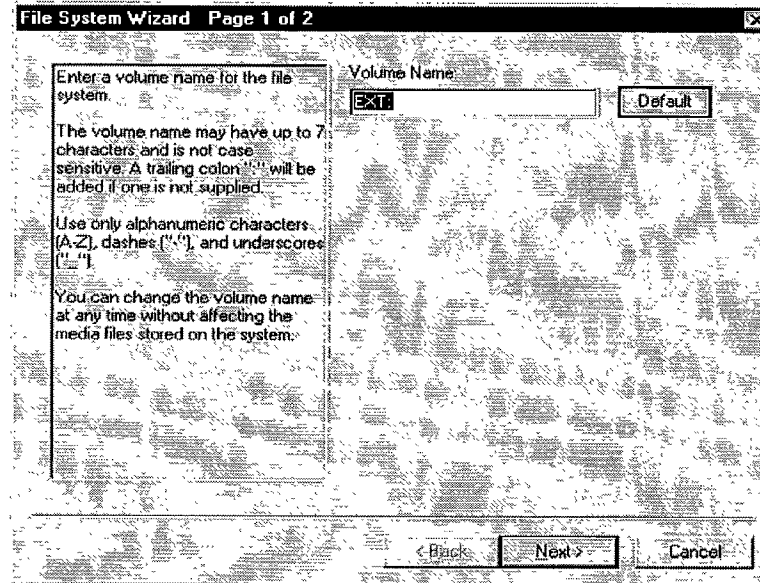 File System Wizard Page 1 of 2
Enter a volume name for the file
system.
The volume name may have up to 7
characters and is not case
sensitive. A trailing colon ":" will be
added if one is not supplied.
Use only alphanumeric characters
(A-Z), dashes ("-"), and underscores
("_").
You can change the volume name
at any time without affecting the
media files stored on the system.
Volume Name:
EXT:
Default
< Back
Next >
Cancel